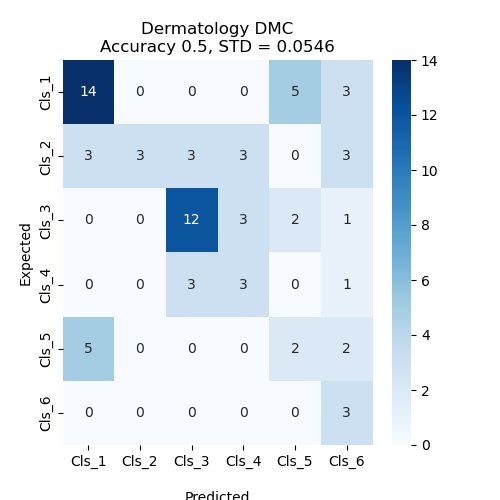 Dermatology DMC
Accuracy 0.5, STD = 0.0546
Expected
Cls_1 14 0 0 0 5 3
Cls_2 3 3 3 3 0 3
Cls_3 0 0 12 3 2 1
Cls_4 0 0 3 3 0 1
Cls_5 5 0 0 0 2 2
Cls_6 0 0 0 0 0 3
Cls_1 Cls_2 Cls_3 Cls_4 Cls_5 Cls_6
Predicted
14
12
10
8
6
4
2
0